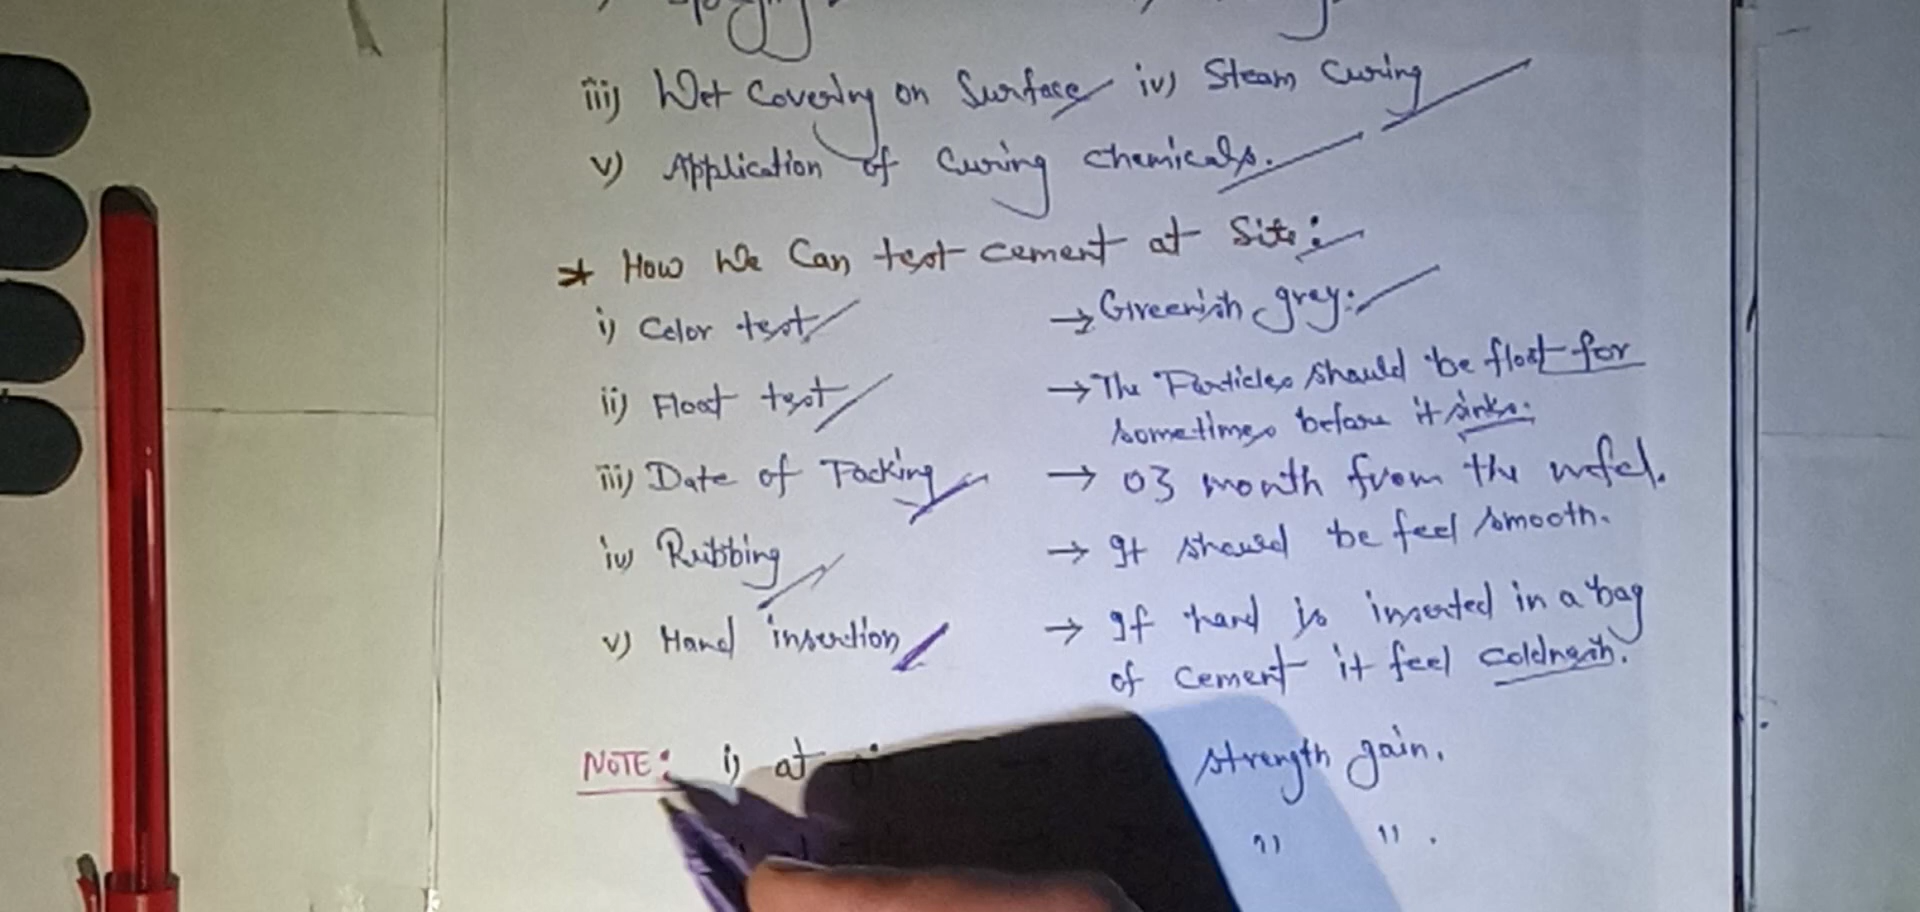 iii) Wet Covering on Surface iv) Steam Curing
v) Application of Curing chemicals.
* How We Can test cement at Site:
i) Color test → Greenish grey:
ii) Float test → The Particles should be float for
sometimes before it sinks.
iii) Date of Packing → 03 month from the mfd.
iv) Rubbing → It should be feel smooth.
v) Hand insertion → If hand is inserted in a bag
of cement it feel coldnesh.
NOTE: i) at strength gain.
" " .